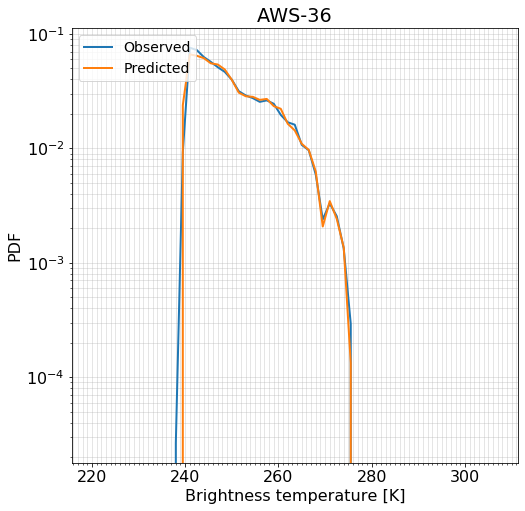 AWS-36
Observed
Predicted
PDF
10⁻¹
10⁻²
10⁻³
10⁻⁴
220 240 260 280 300
Brightness temperature [K]